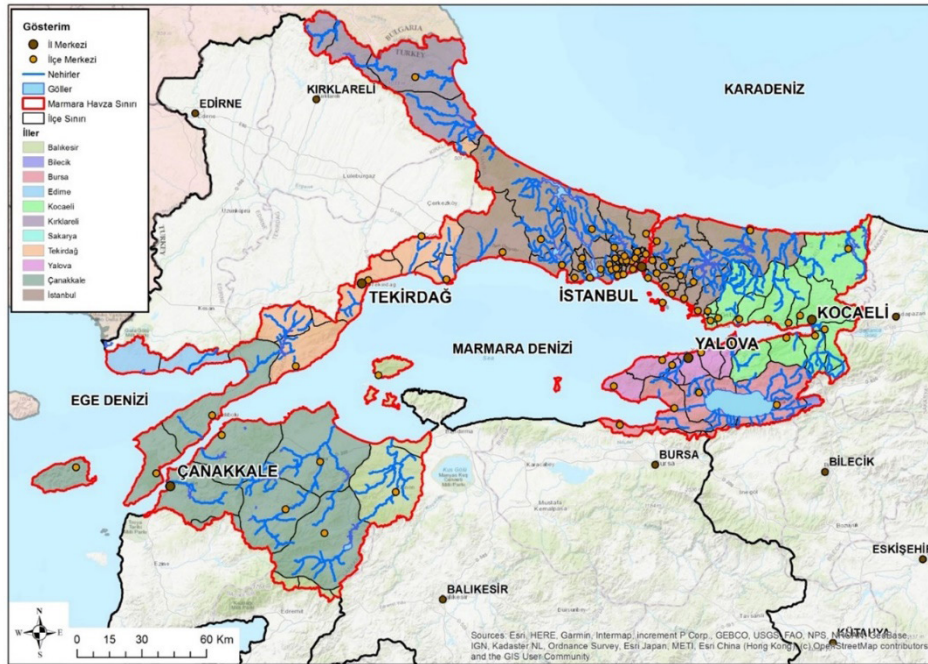 Gösterim
İl Merkezi
İlçe Merkezi
Nehirler
Göller
Marmara Havza Sınırı
İlçe Sınırı
İller
Balıkesir
Bilecik
Bursa
Edirne
Kocaeli
Kırklareli
Sakarya
Tekirdağ
Yalova
Çanakkale
İstanbul
BULGARIA
TURKEY
KARADENİZ
KIRKLARELİ
EDİRNE
TEKİRDAĞ
İSTANBUL
KOCAELİ
YALOVA
MARMARA DENİZİ
EGE DENİZİ
ÇANAKKALE
BURSA
BİLECİK
ESKİŞEHİR
BALIKESİR
KÜTAHYA
N
W E
S
0 15 30 60 Km
Sources: Esri, HERE, Garmin, Intermap, increment P Corp., GEBCO, USGS, FAO, NPS, NRCAN, GeoBase,
IGN, Kadaster NL, Ordnance Survey, Esri Japan, METI, Esri China (Hong Kong), (c) OpenStreetMap contributors,
and the GIS User Community